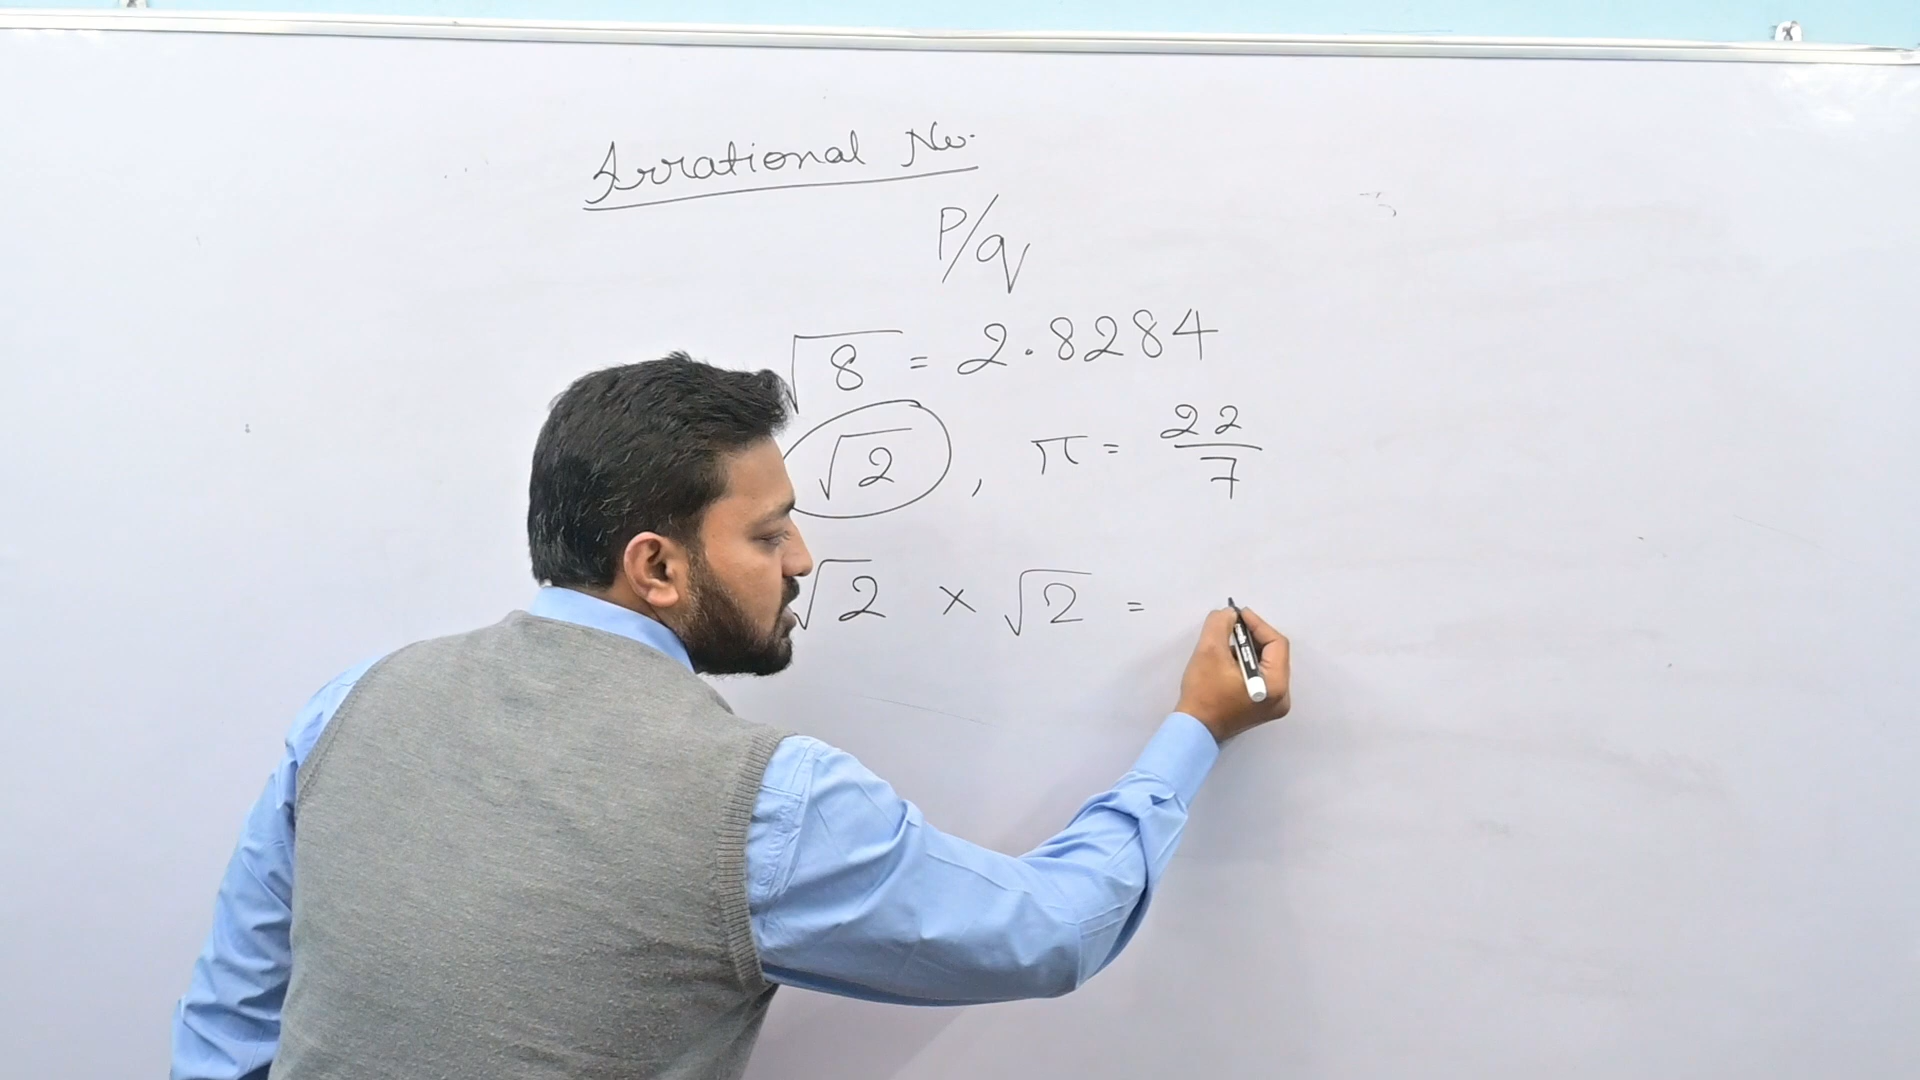 Irrational No.
P/q
√8 = 2.8284
√2 , π = 22/7
√2 × √2 =